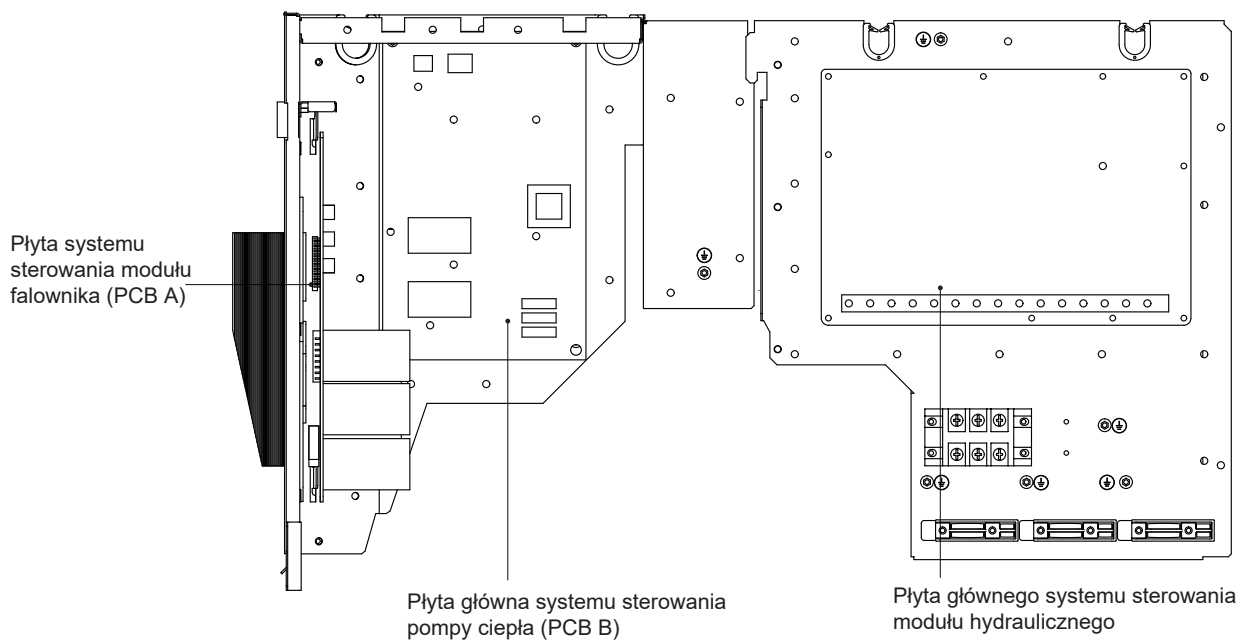 Płyta systemu
sterowania modułu
falownika (PCB A)
Płyta główna systemu sterowania
pompy ciepła (PCB B)
Płyta głównego systemu sterowania
modułu hydraulicznego